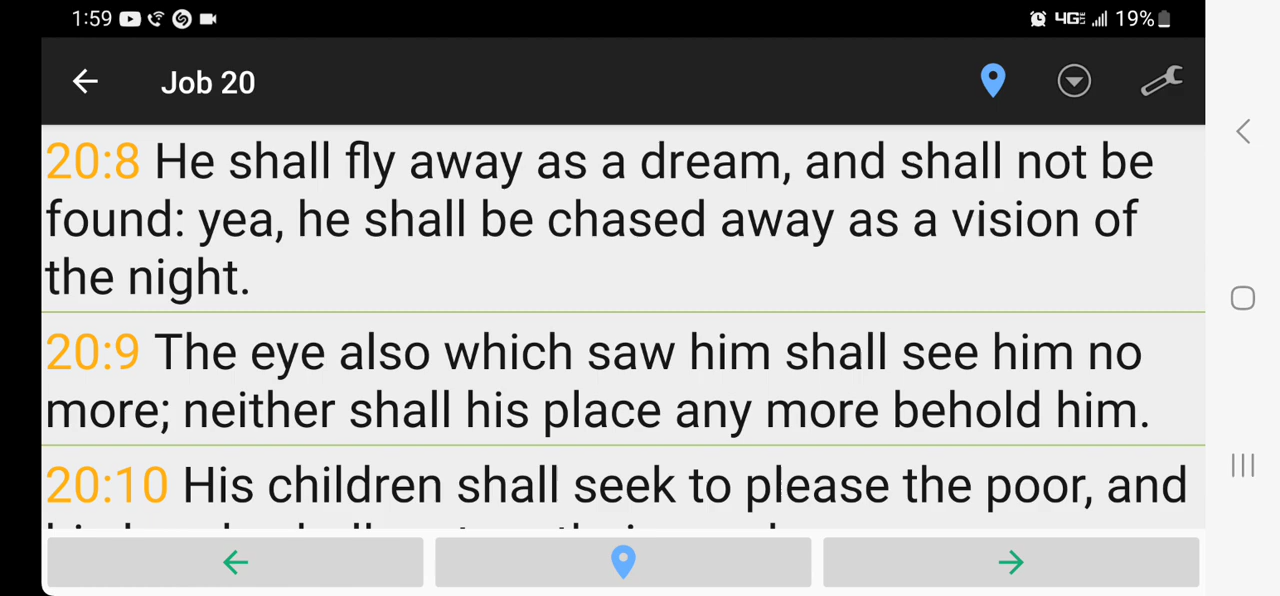 1:59 4GE 19%
Job 20
20:8 He shall fly away as a dream, and shall not be
found: yea, he shall be chased away as a vision of
the night.
20:9 The eye also which saw him shall see him no
more; neither shall his place any more behold him.
20:10 His children shall seek to please the poor, and